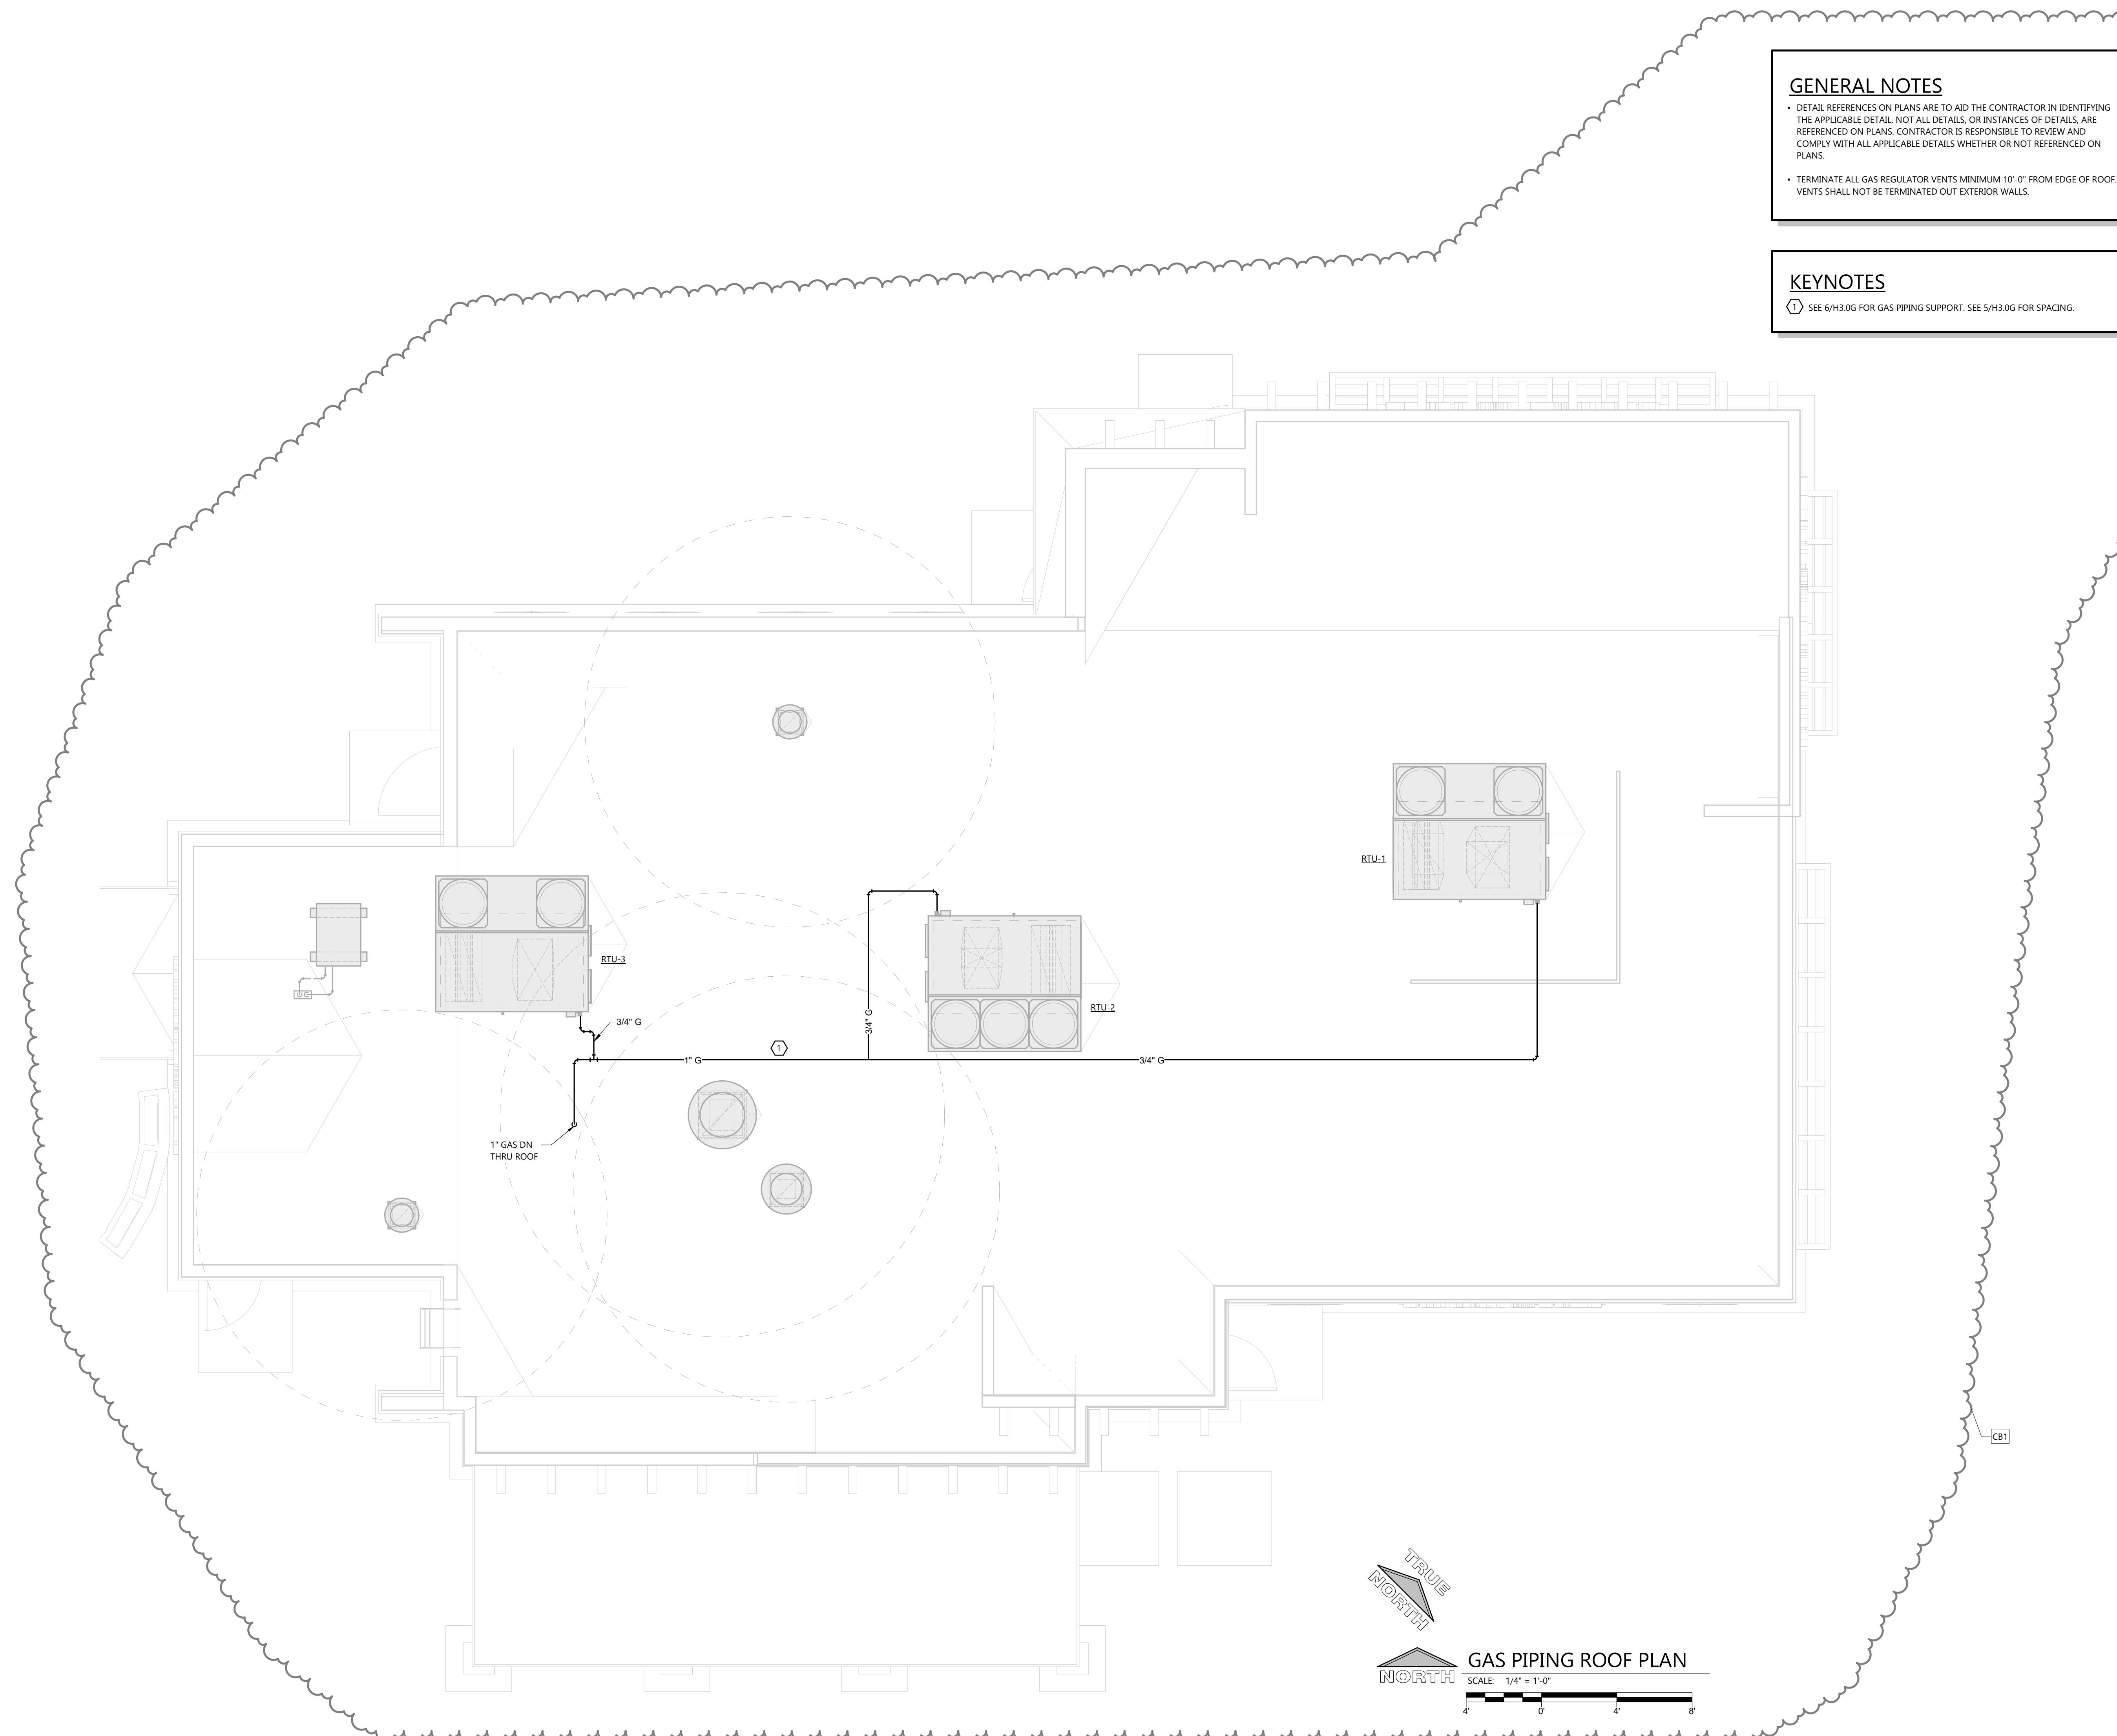 GENERAL NOTES
• DETAIL REFERENCES ON PLANS ARE TO AID THE CONTRACTOR IN IDENTIFYING
THE APPLICABLE DETAIL. NOT ALL DETAILS, OR INSTANCES OF DETAILS, ARE
REFERENCED ON PLANS. CONTRACTOR IS RESPONSIBLE TO REVIEW AND
COMPLY WITH ALL APPLICABLE DETAILS WHETHER OR NOT REFERENCED ON
PLANS.
• TERMINATE ALL GAS REGULATOR VENTS MINIMUM 10'-0" FROM EDGE OF ROOF.
VENTS SHALL NOT BE TERMINATED OUT EXTERIOR WALLS.
KEYNOTES
1 SEE 6/H3.0G FOR GAS PIPING SUPPORT. SEE 5/H3.0G FOR SPACING.
RTU-1
RTU-3
RTU-2
3/4" G
3/4" G
1
1" G
3/4" G
1" GAS DN
THRU ROOF
CB1
TRUE
NORTH
NORTH
GAS PIPING ROOF PLAN
SCALE: 1/4" = 1'-0"
4' 0' 4' 8'